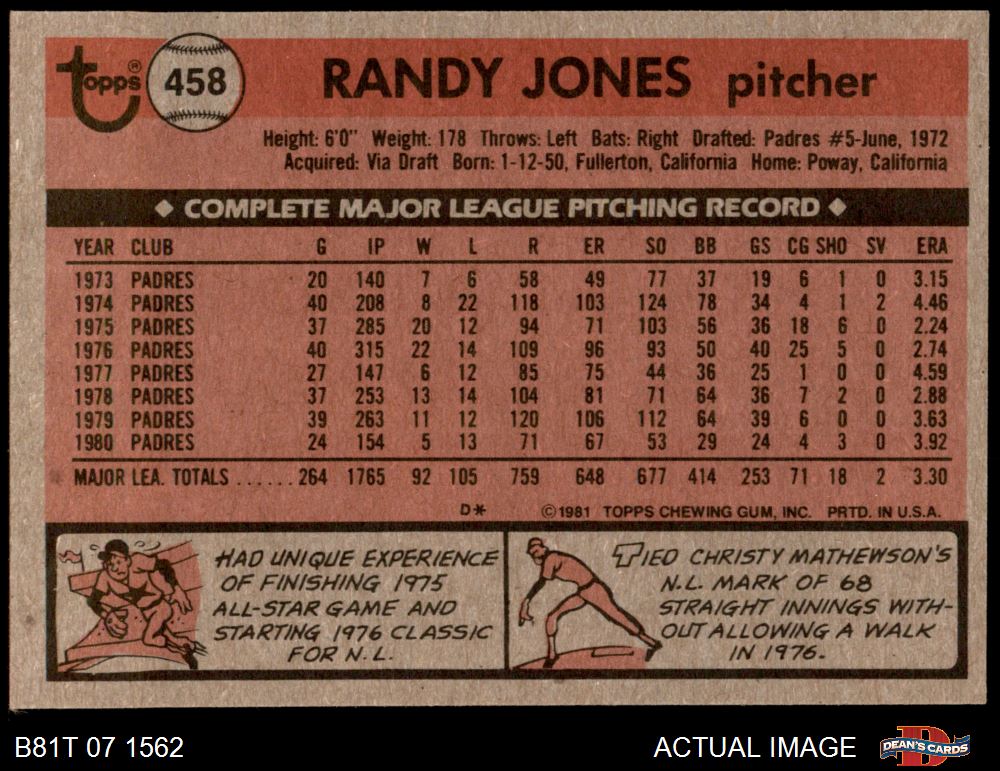 Topps® 458 RANDY JONES pitcher
Height: 6'0" Weight: 178 Throws: Left Bats: Right Drafted: Padres #5-June, 1972
Acquired: Via Draft Born: 1-12-50, Fullerton, California Home: Poway, California
◆ COMPLETE MAJOR LEAGUE PITCHING RECORD ◆
YEAR CLUB G IP W L R ER SO BB GS CG SHO SV ERA
1973 PADRES 20 140 7 6 58 49 77 37 19 6 1 0 3.15
1974 PADRES 40 208 8 22 118 103 124 78 34 4 1 2 4.46
1975 PADRES 37 285 20 12 94 71 103 56 36 18 6 0 2.24
1976 PADRES 40 315 22 14 109 96 93 50 40 25 5 0 2.74
1977 PADRES 27 147 6 12 85 75 44 36 25 1 0 0 4.59
1978 PADRES 37 253 13 14 104 81 71 64 36 7 2 0 2.88
1979 PADRES 39 263 11 12 120 106 112 64 39 6 0 0 3.63
1980 PADRES 24 154 5 13 71 67 53 29 24 4 3 0 3.92
MAJOR LEA. TOTALS ...... 264 1765 92 105 759 648 677 414 253 71 18 2 3.30
D* ©1981 TOPPS CHEWING GUM, INC. PRTD. IN U.S.A.
HAD UNIQUE EXPERIENCE
OF FINISHING 1975
ALL-STAR GAME AND
STARTING 1976 CLASSIC
FOR N.L.
TIED CHRISTY MATHEWSON'S
N.L. MARK OF 68
STRAIGHT INNINGS WITH-
OUT ALLOWING A WALK
IN 1976.
B81T 07 1562 ACTUAL IMAGE DEAN'S CARDS